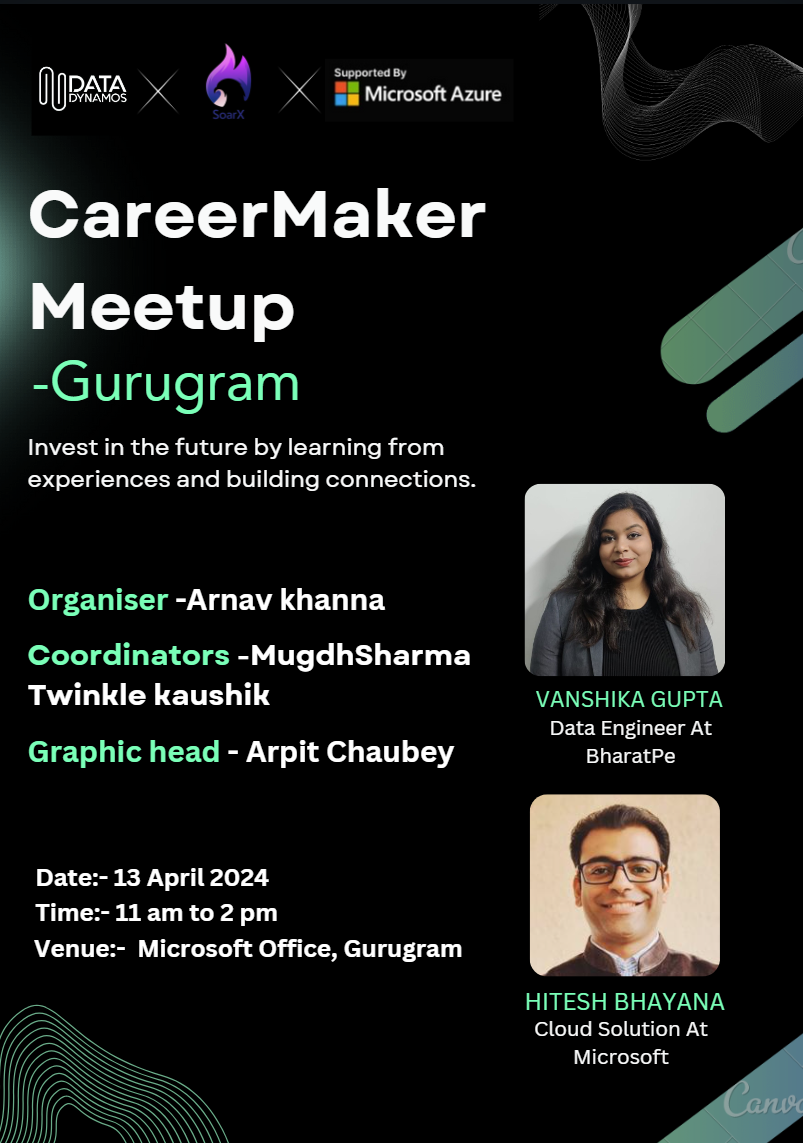 DATA
DYNAMOS
SoarX
Supported By
Microsoft Azure
CareerMaker
Meetup
-Gurugram
Invest in the future by learning from
experiences and building connections.
Organiser -Arnav khanna
Coordinators -MugdhSharma
Twinkle kaushik
Graphic head - Arpit Chaubey
Date:- 13 April 2024
Time:- 11 am to 2 pm
Venue:- Microsoft Office, Gurugram
VANSHIKA GUPTA
Data Engineer At
BharatPe
HITESH BHAYANA
Cloud Solution At
Microsoft